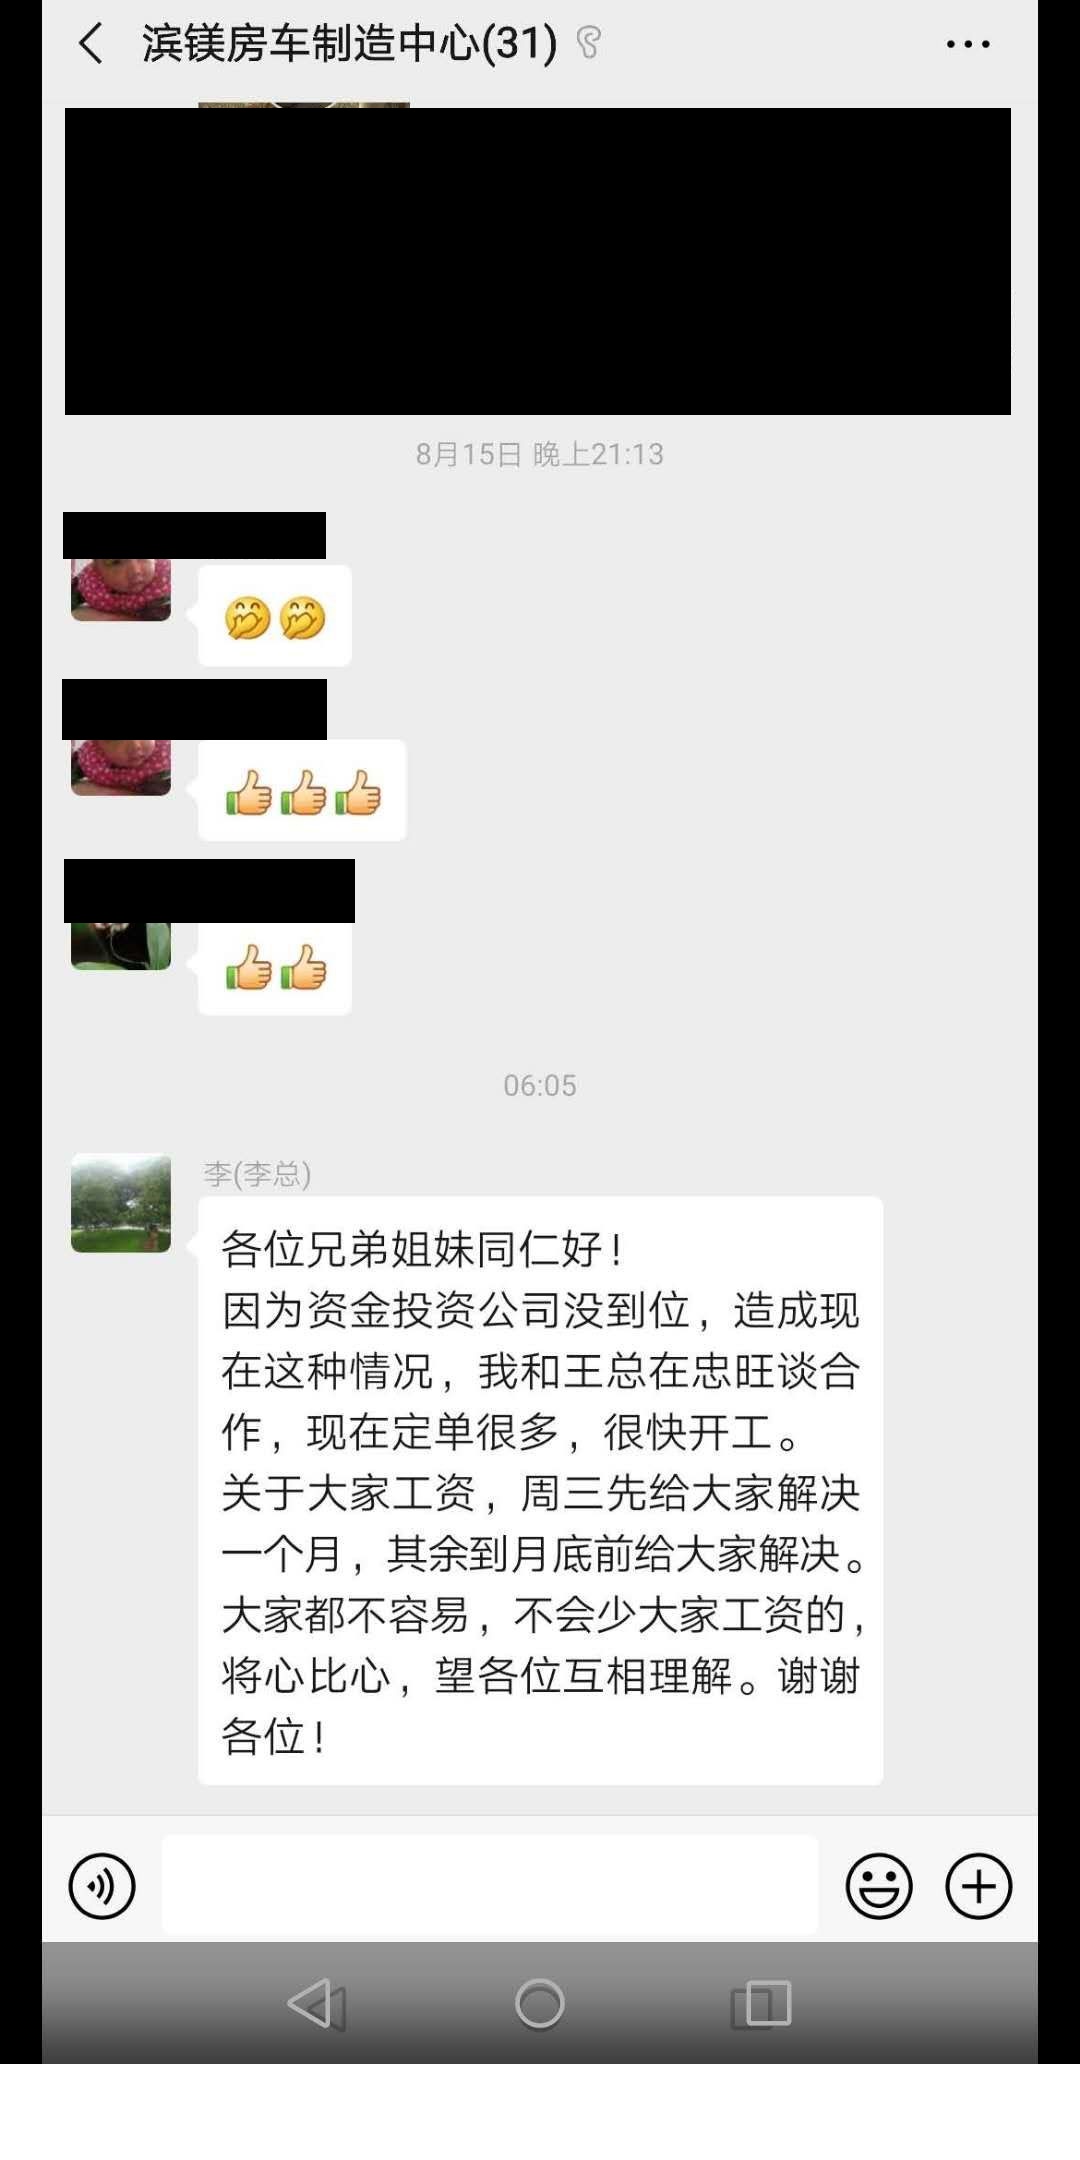 滨镁房车制造中心(31)
8月15日 晚上21:13
06:05
李(李总)
各位兄弟姐妹同仁好!
因为资金投资公司没到位，造成现
在这种情况，我和王总在忠旺谈合
作，现在定单很多，很快开工。
关于大家工资，周三先给大家解决
一个月，其余到月底前给大家解决。
大家都不容易，不会少大家工资的，
将心比心，望各位互相理解。谢谢
各位!